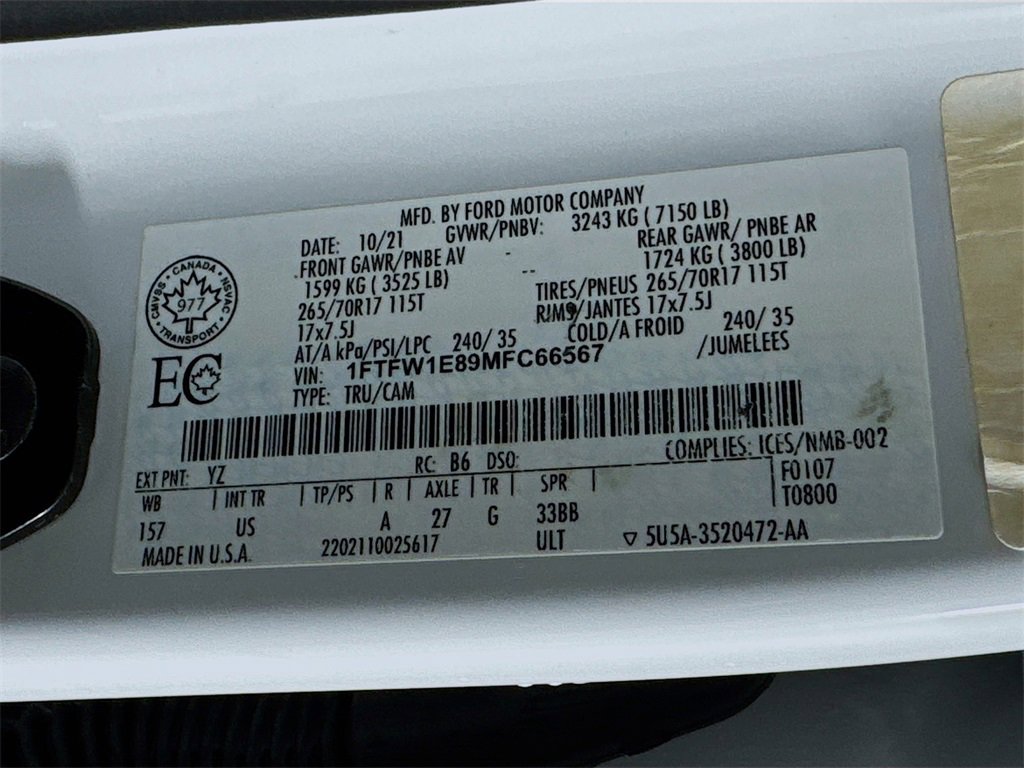 MFD. BY FORD MOTOR COMPANY
DATE: 10/21 GVWR/PNBV: 3243 KG ( 7150 LB)
FRONT GAWR/PNBE AV REAR GAWR/ PNBE AR
1599 KG ( 3525 LB) 1724 KG ( 3800 LB)
265/70R17 115T TIRES/PNEUS 265/70R17 115T
17x7.5J RIMS/JANTES 17x7.5J
AT/A kPa/PSI/LPC 240/ 35 COLD/A FROID 240/ 35
VIN: 1FTFW1E89MFC66567 /JUMELEES
TYPE: TRU/CAM
CANADA
CMVSS NSVAC
977
TRANSPORT
EC
COMPLIES: ICES/NMB-002
EXT PNT: YZ RC: B6 DSO:
WB INT TR TP/PS R AXLE TR SPR F0107
157 US A 27 G 33BB T0800
MADE IN U.S.A. 2202110025617 ULT ▽ 5U5A-3520472-AA